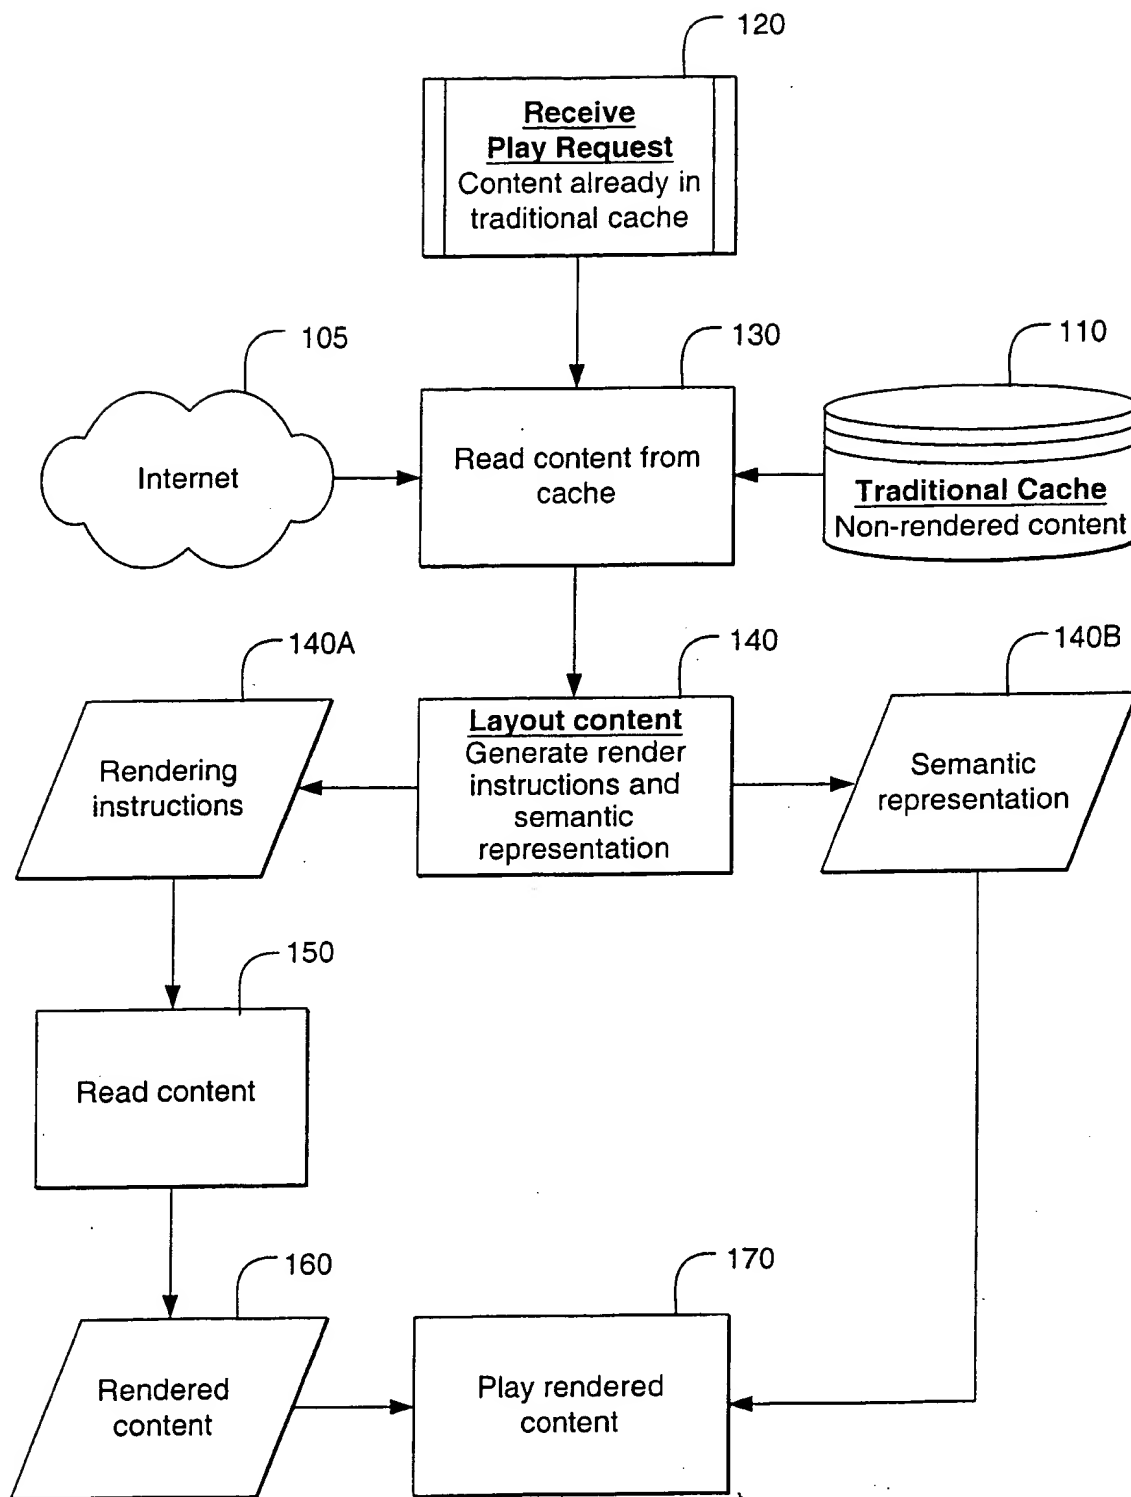 120
Receive
Play Request
Content already in
traditional cache
105
130
110
Internet
Read content from
cache
Traditional Cache
Non-rendered content
140A
140
140B
Rendering
instructions
Layout content
Generate render
instructions and
semantic
representation
Semantic
representation
150
Read content
160
170
Rendered
content
Play rendered
content